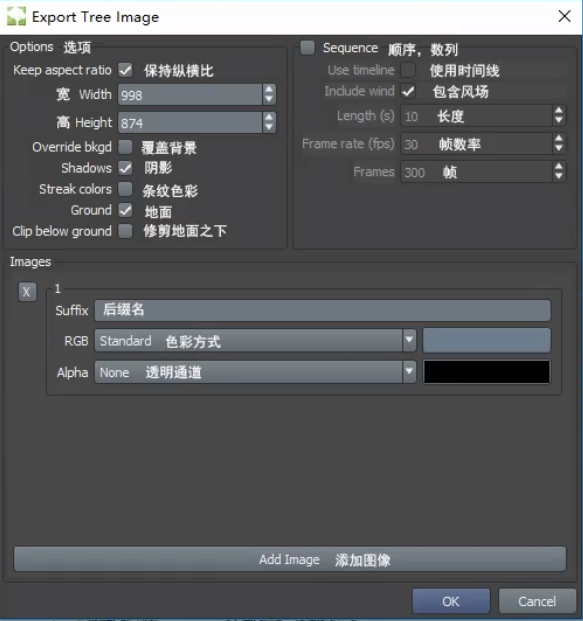 Export Tree Image
Options 选项
Keep aspect ratio 保持纵横比
宽 Width 998
高 Height 874
Override bkgd 覆盖背景
Shadows 阴影
Streak colors 条纹色彩
Ground 地面
Clip below ground 修剪地面之下
Sequence 顺序，数列
Use timeline 使用时间线
Include wind 包含风场
Length (s) 10 长度
Frame rate (fps) 30 帧数率
Frames 300 帧
Images
X
1
Suffix 后缀名
RGB Standard 色彩方式
Alpha None 透明通道
Add Image 添加图像
OK Cancel